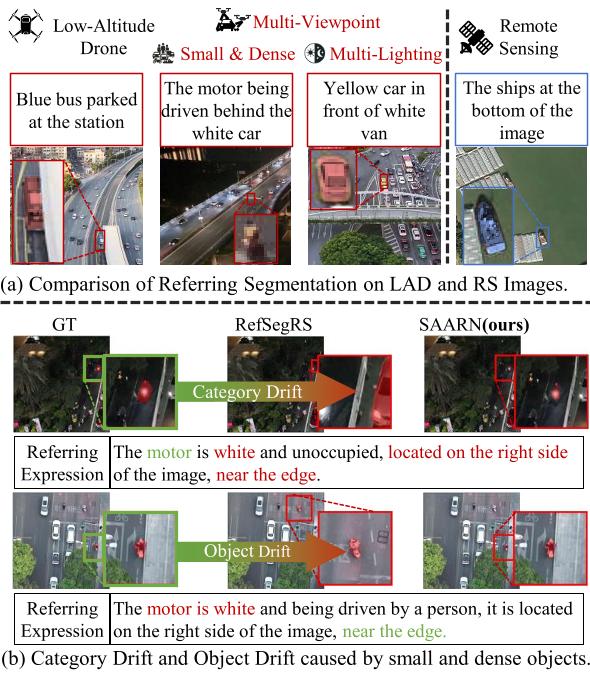 Low-Altitude
Drone
Multi-Viewpoint
Small & Dense
Multi-Lighting
Remote
Sensing
Blue bus parked
at the station
The motor being
driven behind the
white car
Yellow car in
front of white
van
The ships at the
bottom of the
image
(a) Comparison of Referring Segmentation on LAD and RS Images.
GT
RefSegRS
SAARN(ours)
Category Drift
Referring
Expression
The motor is white and unoccupied, located on the right side
of the image, near the edge.
Object Drift
Referring
Expression
The motor is white and being driven by a person, it is located
on the right side of the image, near the edge.
(b) Category Drift and Object Drift caused by small and dense objects.